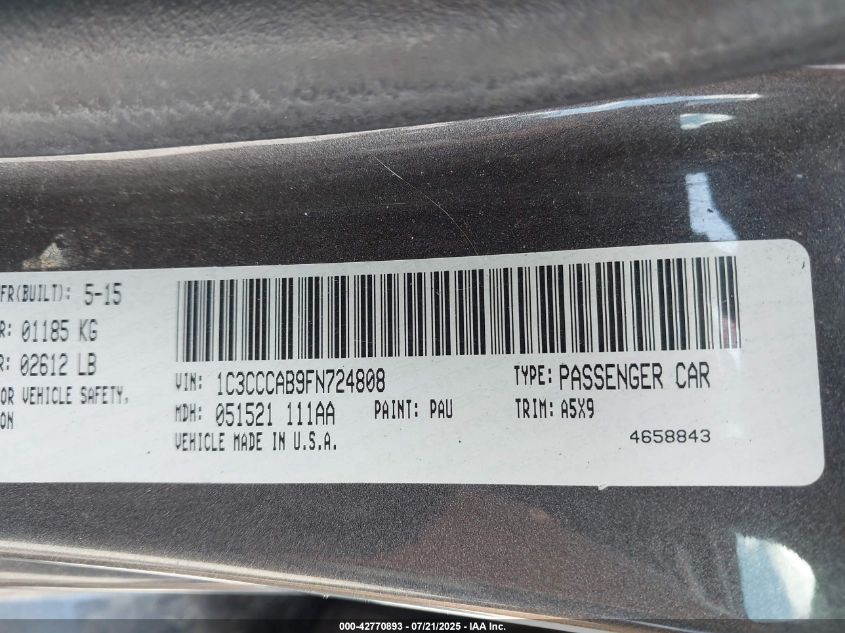 FR(BUILT): 5-15
R: 01185 KG
R: 02612 LB
OR VEHICLE SAFETY,
ON
VIN: 1C3CCCAB9FN724808
TYPE: PASSENGER CAR
MDH: 051521 111AA
PAINT: PAU
TRIM: A5X9
VEHICLE MADE IN U.S.A.
4658843
000-42770893 - 07/21/2025 - IAA Inc.